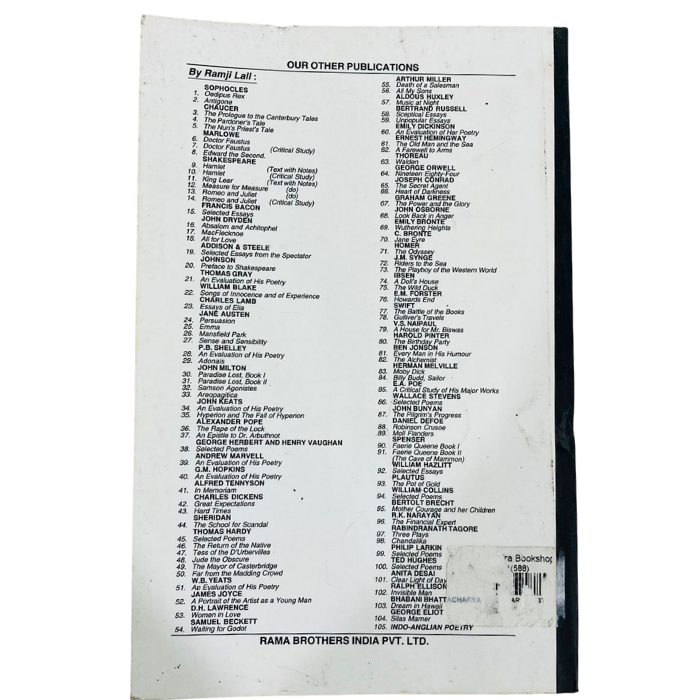 OUR OTHER PUBLICATIONS
By Ramji Lall :
SOPHOCLES
1. Oedipus Rex
2. Antigone
CHAUCER
3. The Prologue to the Canterbury Tales
4. The Pardoner's Tale
5. The Nun's Priest's Tale
MARLOWE
6. Doctor Faustus
7. Doctor Faustus (Critical Study)
8. Edward the Second
SHAKESPEARE
9. Hamlet (Text with Notes)
10. Hamlet (Critical Study)
11. King Lear (Text with Notes)
12. Measure for Measure (do)
13. Romeo and Juliet (do)
14. Romeo and Juliet (Critical Study)
FRANCIS BACON
15. Selected Essays
JOHN DRYDEN
16. Absalom and Achitophel
17. MacFlecknoe
18. All for Love
ADDISON & STEELE
19. Selected Essays from the Spectator
JOHNSON
20. Preface to Shakespeare
THOMAS GRAY
21. An Evaluation of His Poetry
WILLIAM BLAKE
22. Songs of Innocence and of Experience
CHARLES LAMB
23. Essays of Elia
JANE AUSTEN
24. Persuasion
25. Emma
26. Mansfield Park
27. Sense and Sensibility
P.B. SHELLEY
28. An Evaluation of His Poetry
29. Adonais
JOHN MILTON
30. Paradise Lost, Book I
31. Paradise Lost, Book II
32. Samson Agonistes
33. Areopagitica
JOHN KEATS
34. An Evaluation of His Poetry
35. Hyperion and The Fall of Hyperion
ALEXANDER POPE
36. The Rape of the Lock
37. An Epistle to Dr. Arbuthnot
GEORGE HERBERT AND HENRY VAUGHAN
38. Selected Poems
ANDREW MARVELL
39. An Evaluation of His Poetry
G.M. HOPKINS
40. An Evaluation of His Poetry
ALFRED TENNYSON
41. In Memoriam
CHARLES DICKENS
42. Great Expectations
43. Hard Times
SHERIDAN
44. The School for Scandal
THOMAS HARDY
45. Selected Poems
46. The Return of the Native
47. Tess of the D'Urbervilles
48. Jude the Obscure
49. The Mayor of Casterbridge
50. Far from the Madding Crowd
W.B. YEATS
51. An Evaluation of His Poetry
JAMES JOYCE
52. A Portrait of the Artist as a Young Man
D.H. LAWRENCE
53. Women in Love
SAMUEL BECKETT
54. Waiting for Godot
ARTHUR MILLER
55. Death of a Salesman
56. All My Sons
ALDOUS HUXLEY
57. Music at Night
BERTRAND RUSSELL
58. Sceptical Essays
59. Unpopular Essays
EMILY DICKINSON
60. An Evaluation of Her Poetry
ERNEST HEMINGWAY
61. The Old Man and the Sea
62. A Farewell to Arms
THOREAU
63. Walden
GEORGE ORWELL
64. Nineteen Eighty-Four
JOSEPH CONRAD
65. The Secret Agent
66. Heart of Darkness
GRAHAM GREENE
67. The Power and the Glory
JOHN OSBORNE
68. Look Back in Anger
EMILY BRONTE
69. Wuthering Heights
C. BRONTE
70. Jane Eyre
HOMER
71. The Odyssey
J.M. SYNGE
72. Riders to the Sea
73. The Playboy of the Western World
IBSEN
74. A Doll's House
75. The Wild Duck
E.M. FORSTER
76. Howards End
SWIFT
77. The Battle of the Books
78. Gulliver's Travels
V.S. NAIPAUL
79. A House for Mr. Biswas
HAROLD PINTER
80. The Birthday Party
BEN JONSON
81. Every Man in His Humour
82. The Alchemist
HERMAN MELVILLE
83. Moby Dick
84. Billy Budd, Sailor
E.A. POE
85. A Critical Study of His Major Works
WALLACE STEVENS
86. Selected Poems
JOHN BUNYAN
87. The Pilgrim's Progress
DANIEL DEFOE
88. Robinson Crusoe
89. Moll Flanders
SPENSER
90. Faerie Queene Book I
91. Faerie Queene Book II
(The Cave of Mammon)
WILLIAM HAZLITT
92. Selected Essays
PLAUTUS
93. The Pot of Gold
WILLIAM COLLINS
94. Selected Poems
BERTOLT BRECHT
95. Mother Courage and her Children
R.K. NARAYAN
96. The Financial Expert
RABINDRANATH TAGORE
97. Three Plays
98. Chandalika
PHILIP LARKIN
99. Selected Poems
TED HUGHES
100. Selected Poems
ANITA DESAI
101. Clear Light of Day
RALPH ELLISON
102. Invisible Man
BHABANI BHATTACHARYA
103. Dream in Hawaii
GEORGE ELIOT
104. Silas Marner
105. INDO-ANGLIAN POETRY
Bookshop
(588)
RAMA BROTHERS INDIA PVT. LTD.